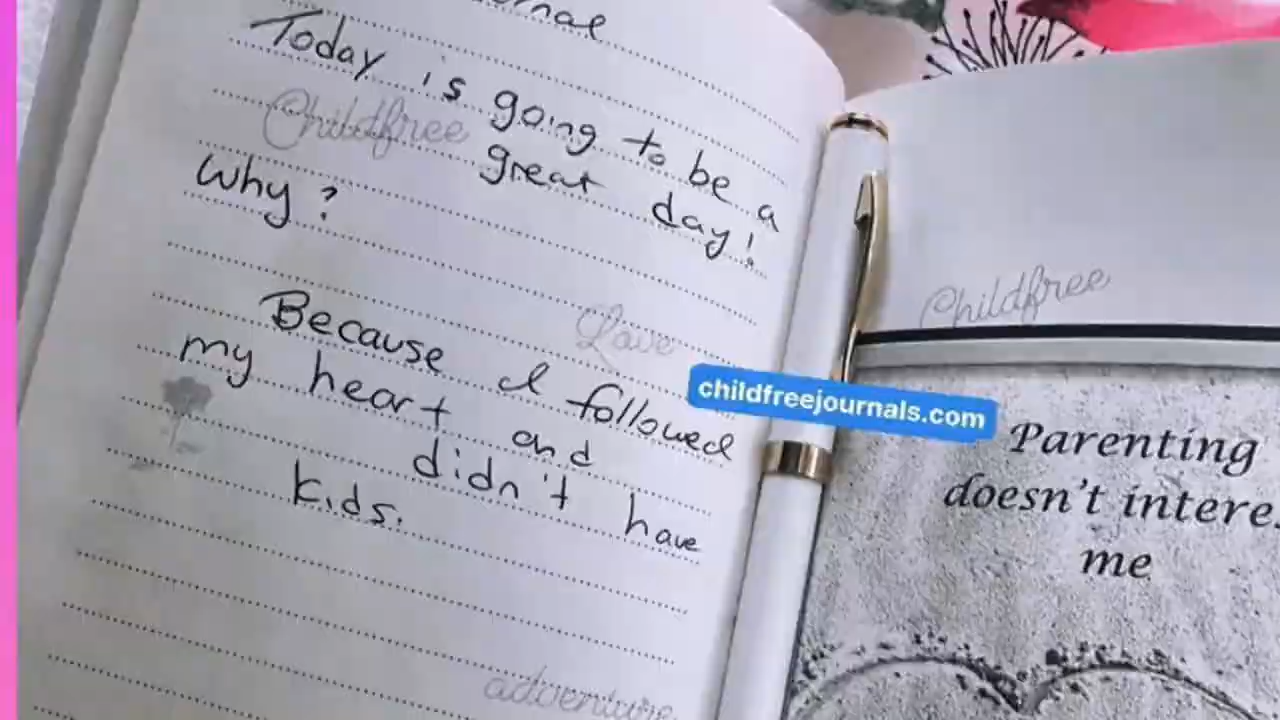 Today is going to be a
Childfree
great day!
Why?
Love
Because I followed
my heart and
didn't have
kids.
adventure
childfreejournals.com
Childfree
Parenting
doesn't intere
me